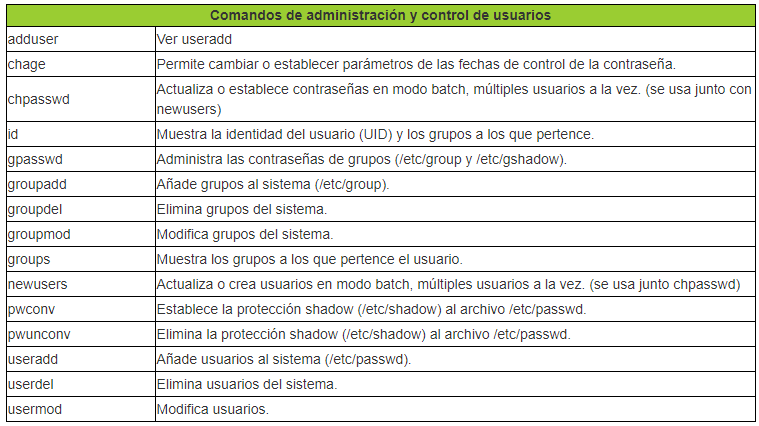 Comandos de administración y control de usuarios
adduser Ver useradd
chage Permite cambiar o establecer parámetros de las fechas de control de la contraseña.
chpasswd Actualiza o establece contraseñas en modo batch, múltiples usuarios a la vez. (se usa junto con
newusers)
id Muestra la identidad del usuario (UID) y los grupos a los que pertence.
gpasswd Administra las contraseñas de grupos (/etc/group y /etc/gshadow).
groupadd Añade grupos al sistema (/etc/group).
groupdel Elimina grupos del sistema.
groupmod Modifica grupos del sistema.
groups Muestra los grupos a los que pertence el usuario.
newusers Actualiza o crea usuarios en modo batch, múltiples usuarios a la vez. (se usa junto chpasswd)
pwconv Establece la protección shadow (/etc/shadow) al archivo /etc/passwd.
pwunconv Elimina la protección shadow (/etc/shadow) al archivo /etc/passwd.
useradd Añade usuarios al sistema (/etc/passwd).
userdel Elimina usuarios del sistema.
usermod Modifica usuarios.